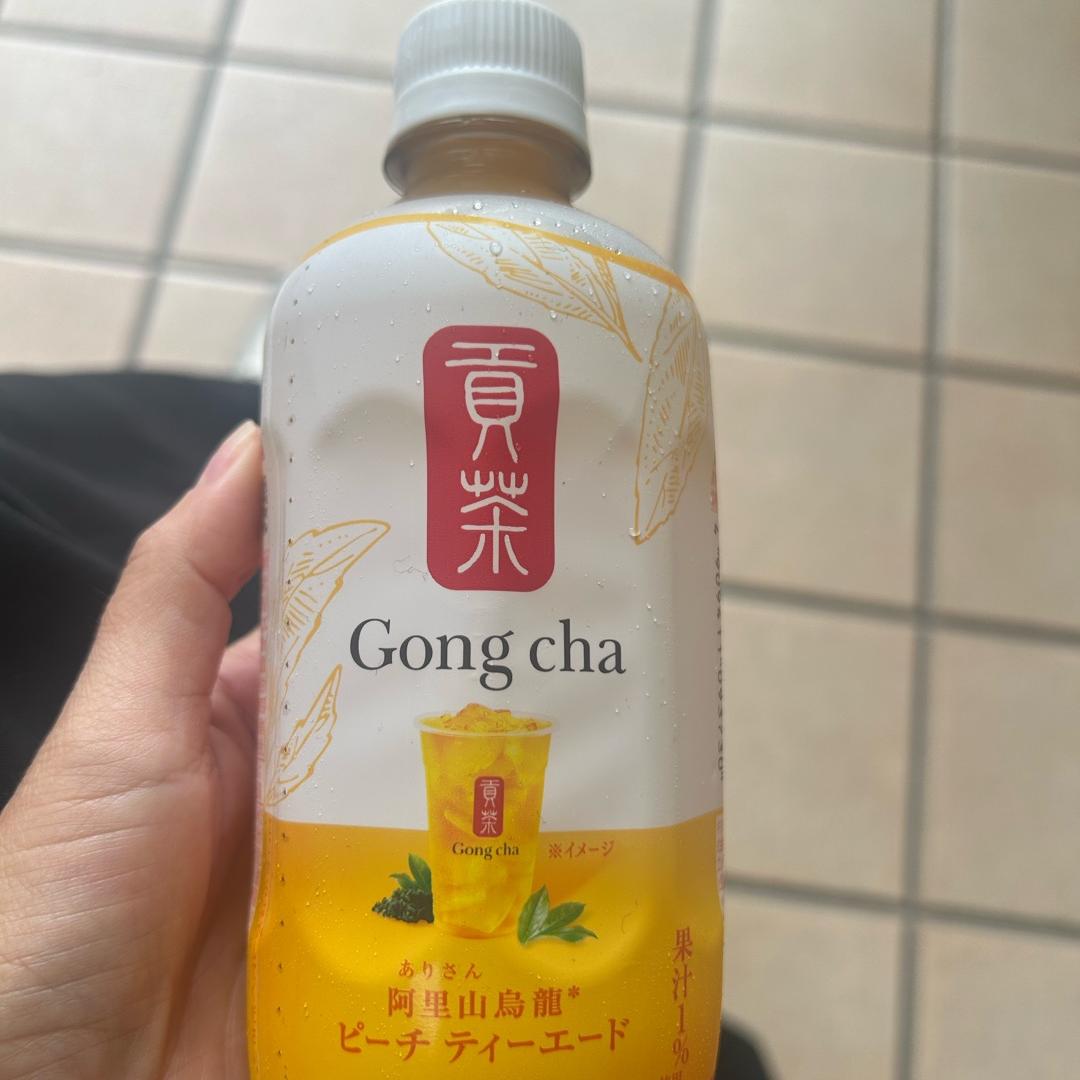 貢茶
Gong cha
貢茶
Gong cha
※イメージ
ありさん
阿里山烏龍*
ピーチ ティーエード
果汁1%